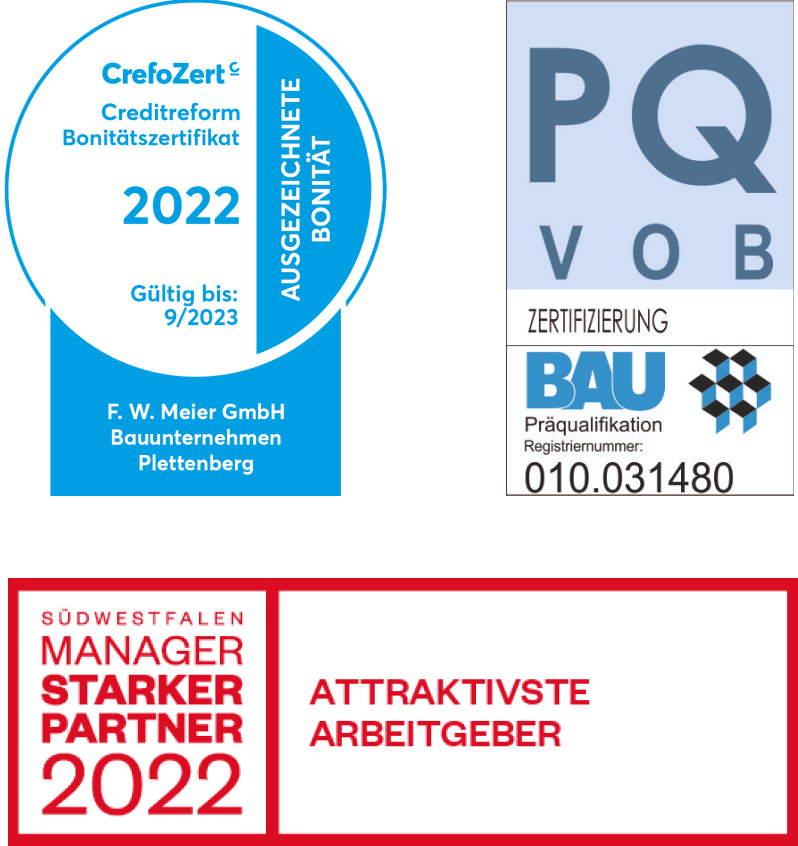 CrefoZert c
Creditreform
Bonitätszertifikat
2022
Gültig bis:
9/2023
AUSGEZEICHNETE
BONITÄT
F. W. Meier GmbH
Bauunternehmen
Plettenberg
PQ
VOB
ZERTIFIZIERUNG
BAU
Präqualifikation
Registriernummer:
010.031480
SÜDWESTFALEN
MANAGER
STARKER
PARTNER
2022
ATTRAKTIVSTE
ARBEITGEBER